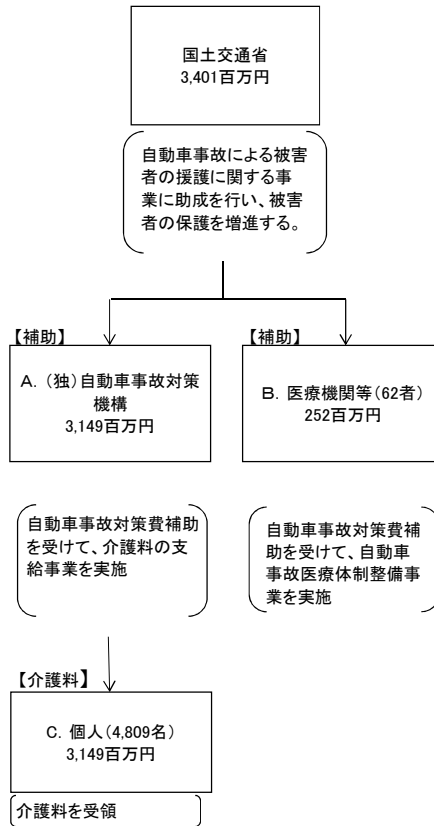 国土交通省
3,401百万円
自動車事故による被害
者の援護に関する事
業に助成を行い、被害
者の保護を増進する。
【補助】
A. (独)自動車事故対策
機構
3,149百万円
【補助】
B. 医療機関等(62者)
252百万円
自動車事故対策費補助
を受けて、介護料の支
給事業を実施
自動車事故対策費補
助を受けて、自動車
事故医療体制整備事
業を実施
【介護料】
C. 個人(4,809名)
3,149百万円
介護料を受領